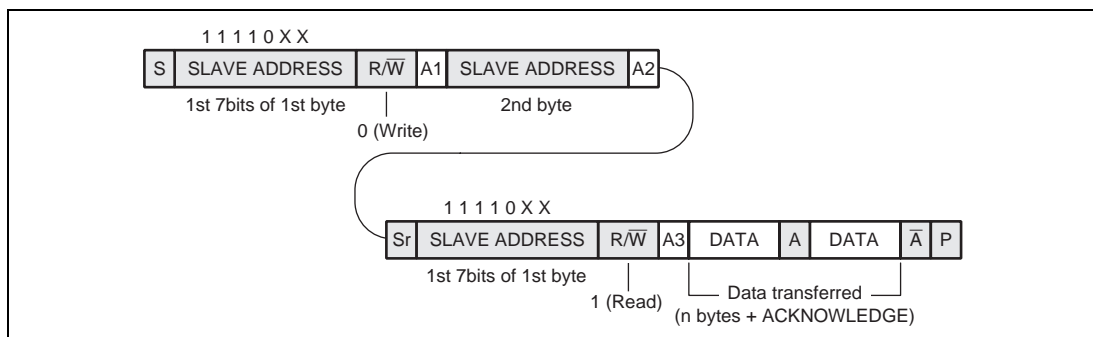 1 1 1 1 0 X X
S SLAVE ADDRESS R/W̅ A1 SLAVE ADDRESS A2
1st 7bits of 1st byte 2nd byte
0 (Write)
1 1 1 1 0 X X
Sr SLAVE ADDRESS R/W̅ A3 DATA A DATA A̅ P
1st 7bits of 1st byte
1 (Read)
Data transferred
(n bytes + ACKNOWLEDGE)